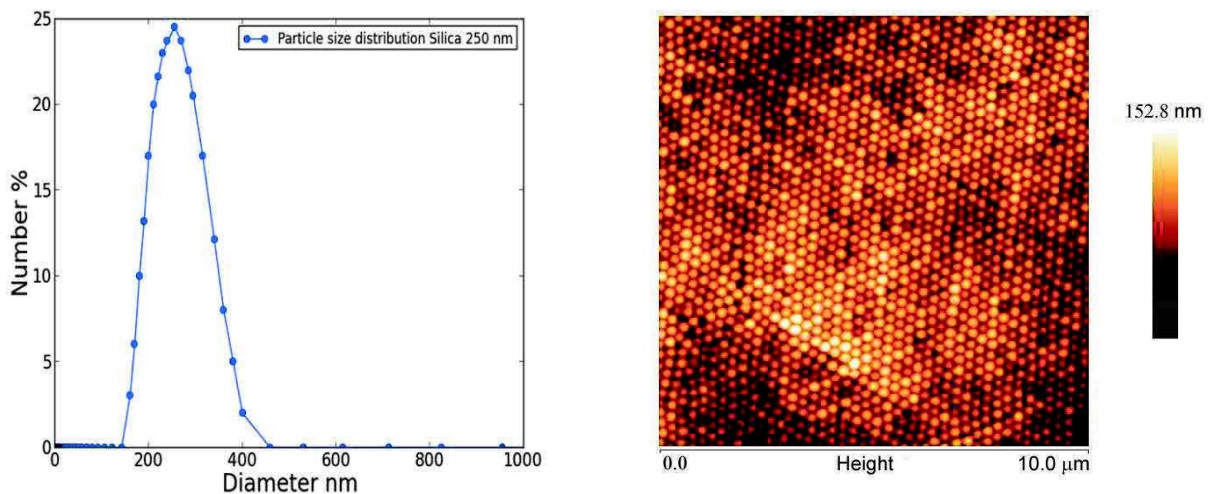 25
20
15
10
5
0
Number %
Particle size distribution Silica 250 nm
0 200 400 600 800 1000
Diameter nm
152.8 nm
0.0 Height 10.0 μm